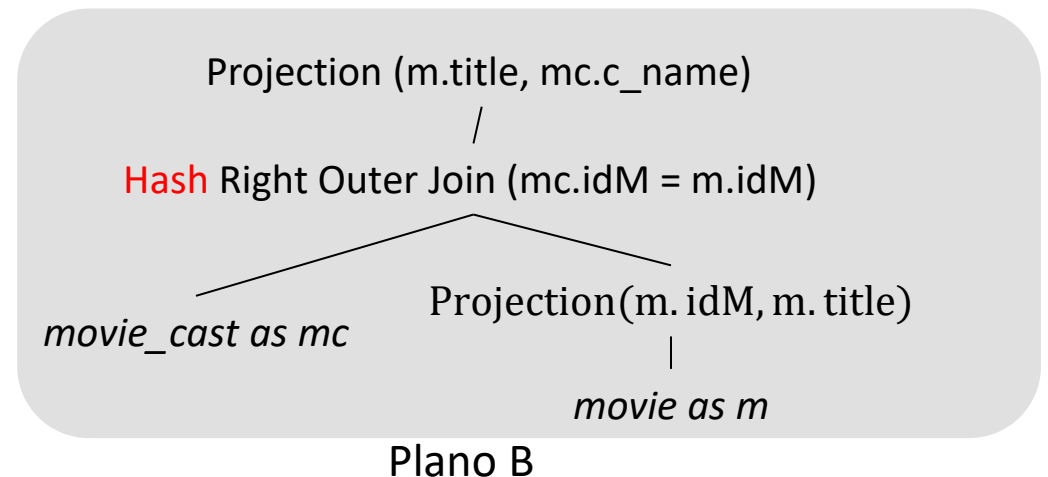 Projection (m.title, mc.c_name)
Hash Right Outer Join (mc.idM = m.idM)
Projection(m. idM, m. title)
movie_cast as mc
movie as m
Plano B